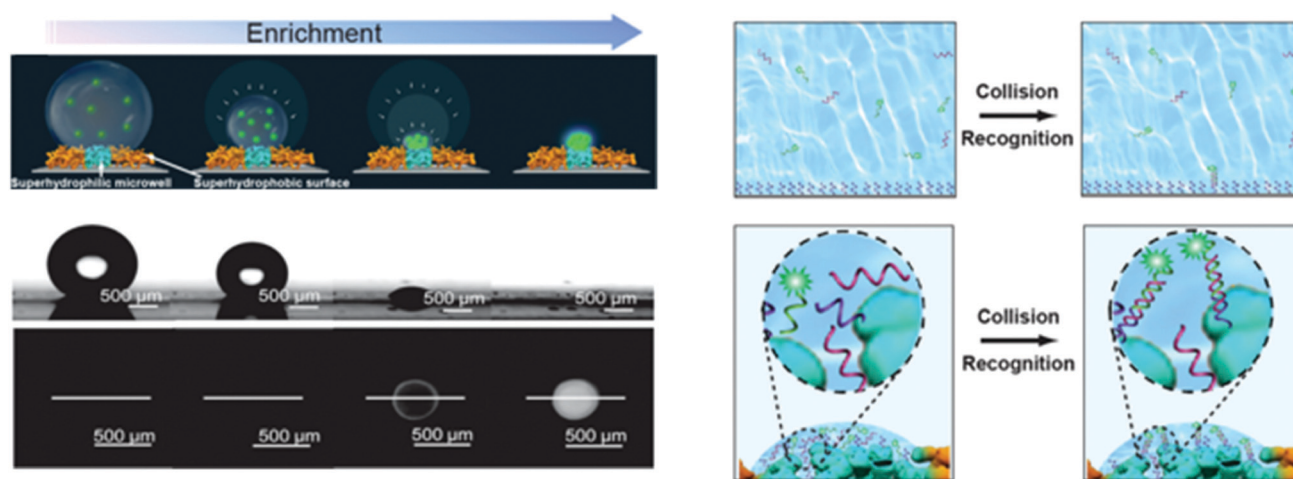 Enrichment
Superhydrophilic microwell
Superhydrophobic surface
500 µm
500 µm
500 µm
500 µm
500 µm
500 µm
500 µm
500 µm
Collision
Recognition
Collision
Recognition